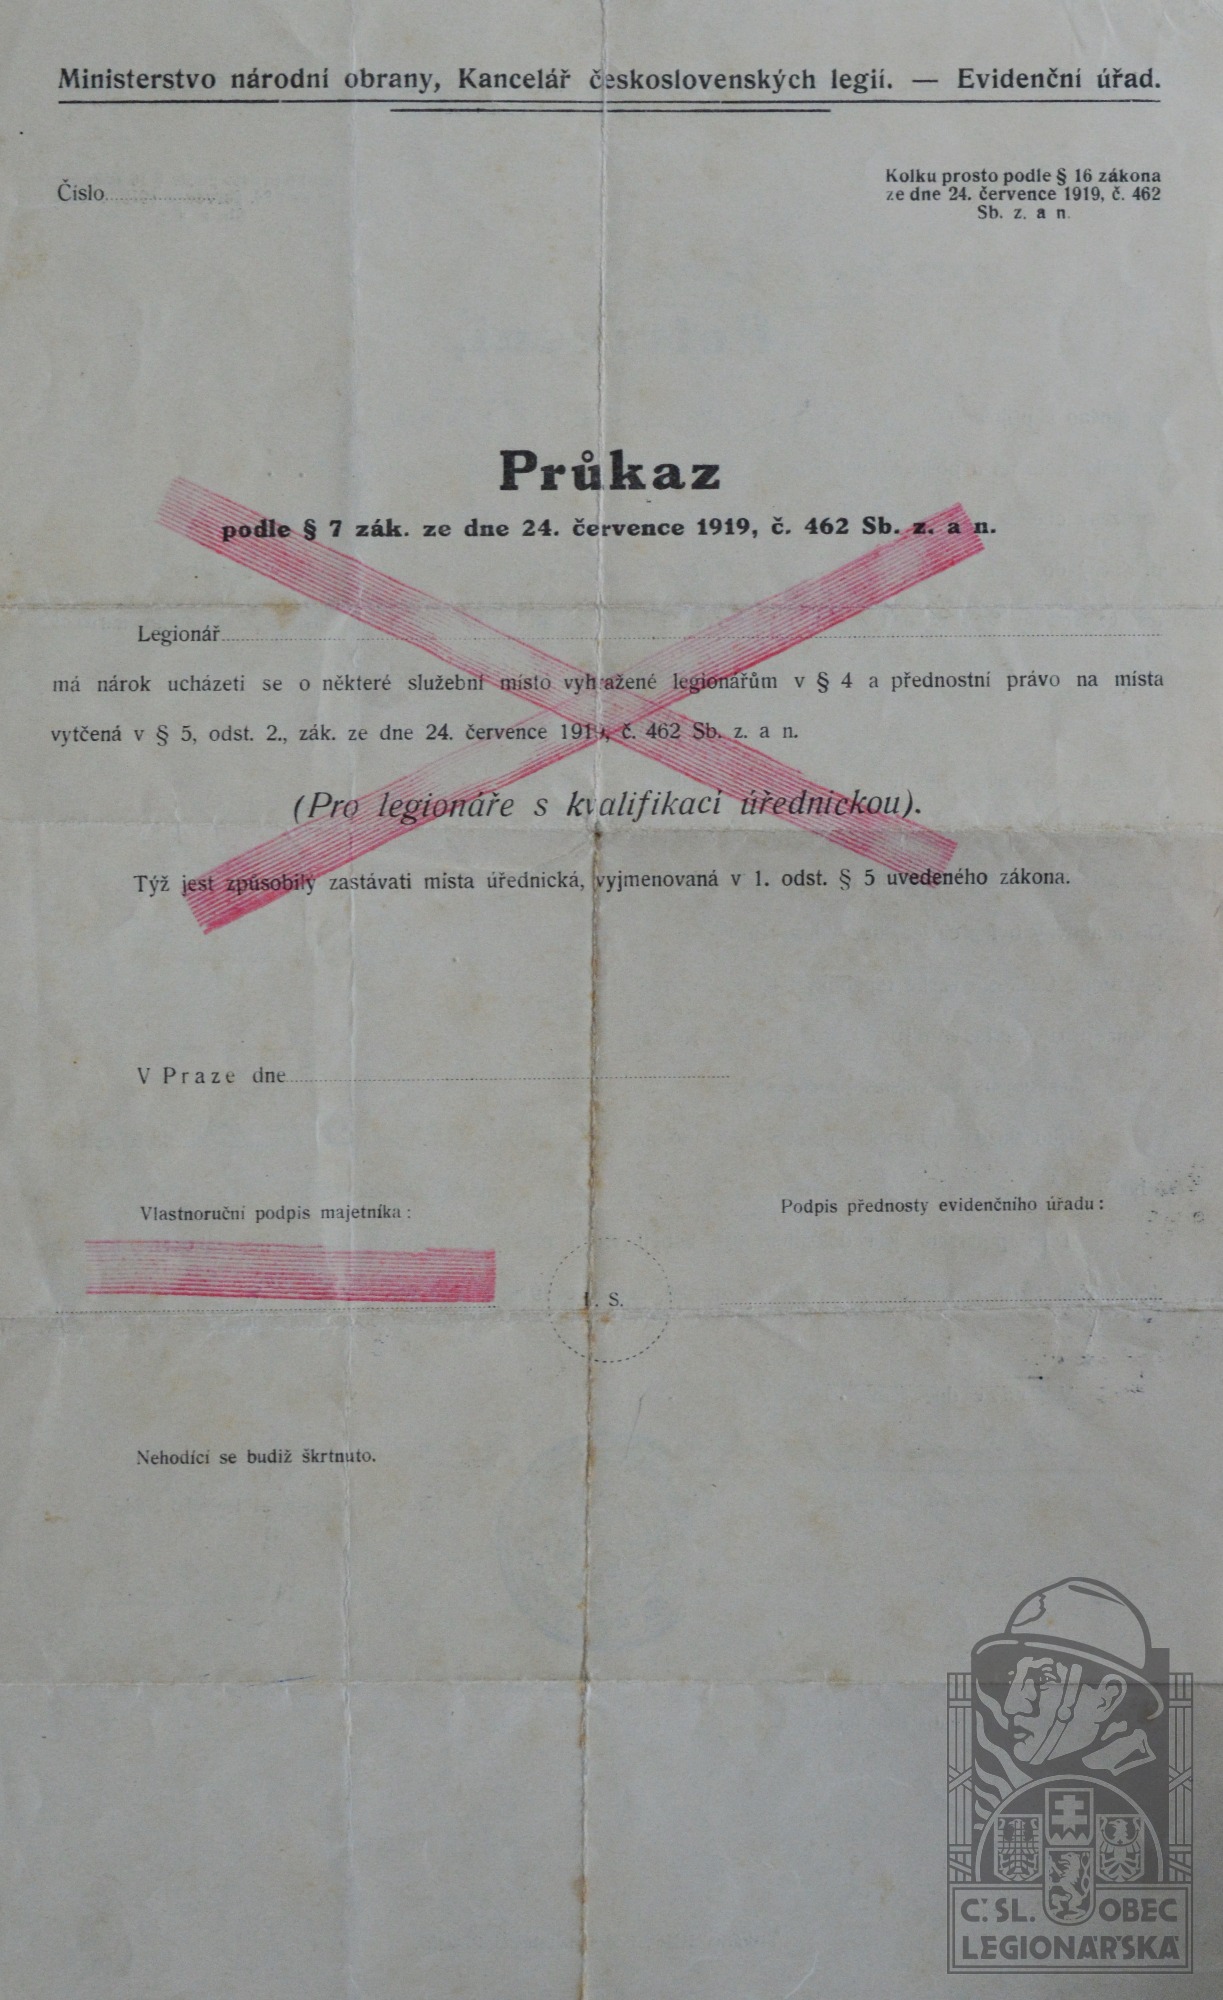 Ministerstvo národní obrany, Kancelář československých legií. — Evidenční úřad.
Číslo
Kolku prosto podle § 16 zákona
ze dne 24. července 1919, č. 462
Sb. z. a n.
Průkaz
podle § 7 zák. ze dne 24. července 1919, č. 462 Sb. z. a n.
Legionář
má nárok ucházeti se o některé služební místo vyhražené legionářům v § 4 a přednostní právo na místa
vytčená v § 5, odst. 2., zák. ze dne 24. července 1919, č. 462 Sb. z. a n.
(Pro legionáře s kvalifikací úřednickou).
Týž jest způsobilý zastávati místa úřednická, vyjmenovaná v 1. odst. § 5 uvedeného zákona.
V Praze dne
Vlastnoruční podpis majetníka:
Podpis přednosty evidenčního úřadu:
L. S.
Nehodící se budiž škrtnuto.
Č. SL. OBEC
LEGIONÁŘSKÁ